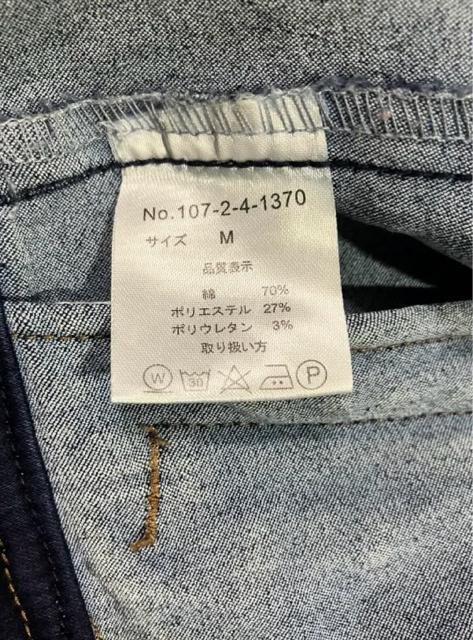 No.107-2-4-1370
サイズ M
品質表示
綿 70%
ポリエステル 27%
ポリウレタン 3%
取り扱い方
W 30 P